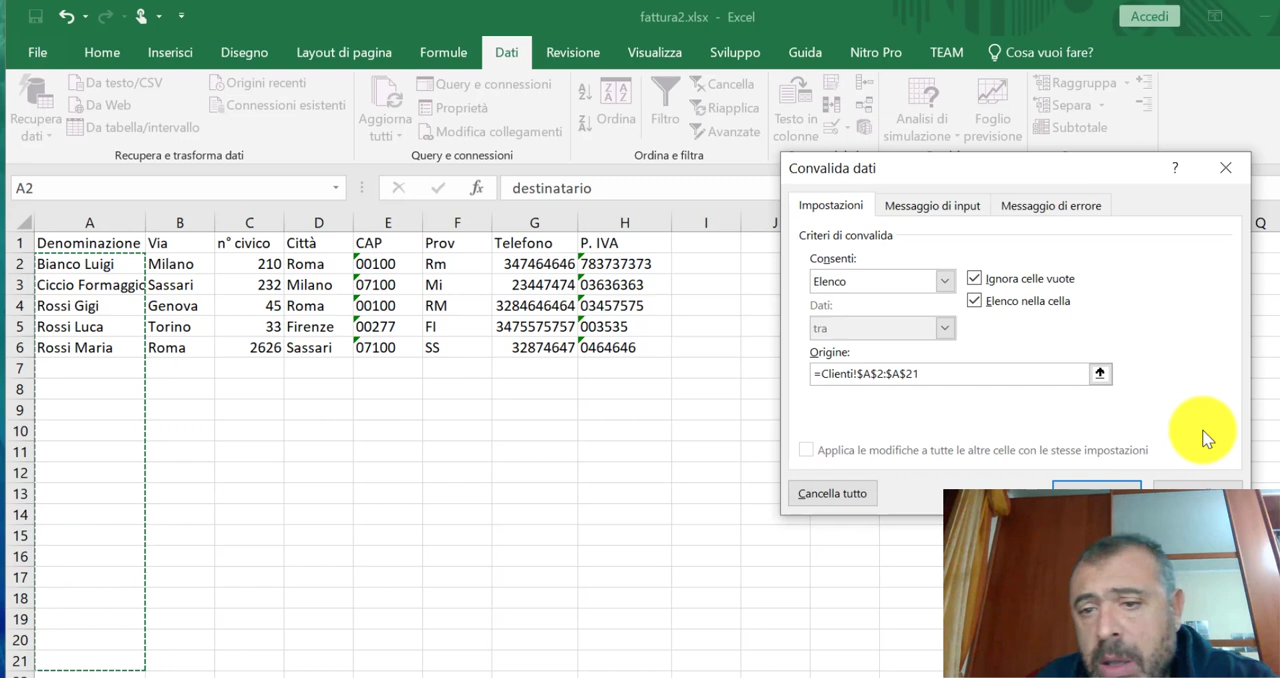 fattura2.xlsx - Excel
Accedi
File Home Inserisci Disegno Layout di pagina Formule Dati Revisione Visualizza Sviluppo Guida Nitro Pro TEAM Cosa vuoi fare?
Recupera dati
Da testo/CSV
Da Web
Da tabella/intervallo
Origini recenti
Connessioni esistenti
Recupera e trasforma dati
Aggiorna tutti
Query e connessioni
Proprietà
Modifica collegamenti
Query e connessioni
Ordina
Filtro
Cancella
Riapplica
Avanzate
Ordina e filtra
Testo in colonne
Analisi di simulazione
Foglio previsione
Raggruppa
Separa
Subtotale
A2 fx destinatario
A B C D E F G H I J Q
1 Denominazione Via n° civico Città CAP Prov Telefono P. IVA
2 Bianco Luigi Milano 210 Roma 00100 Rm 347464646 783737373
3 Ciccio Formaggio Sassari 232 Milano 07100 Mi 23447474 03636363
4 Rossi Gigi Genova 45 Roma 00100 RM 3284646464 03457575
5 Rossi Luca Torino 33 Firenze 00277 FI 3475575757 003535
6 Rossi Maria Roma 2626 Sassari 07100 SS 32874647 0464646
7
8
9
10
11
12
13
14
15
16
17
18
19
20
21
Convalida dati ?
Impostazioni Messaggio di input Messaggio di errore
Criteri di convalida
Consenti:
Elenco
Ignora celle vuote
Dati:
Elenco nella cella
tra
Origine:
=Clienti!$A$2:$A$21
Applica le modifiche a tutte le altre celle con le stesse impostazioni
Cancella tutto